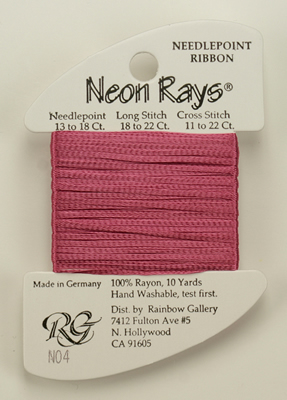 NEEDLEPOINT
RIBBON
Neon Rays®
Needlepoint Long Stitch Cross Stitch
13 to 18 Ct. 18 to 22 Ct. 11 to 22 Ct.
Made in Germany
100% Rayon, 10 Yards
Hand Washable, test first.
RG
N04
Dist. by Rainbow Gallery
7412 Fulton Ave #5
N. Hollywood
CA 91605